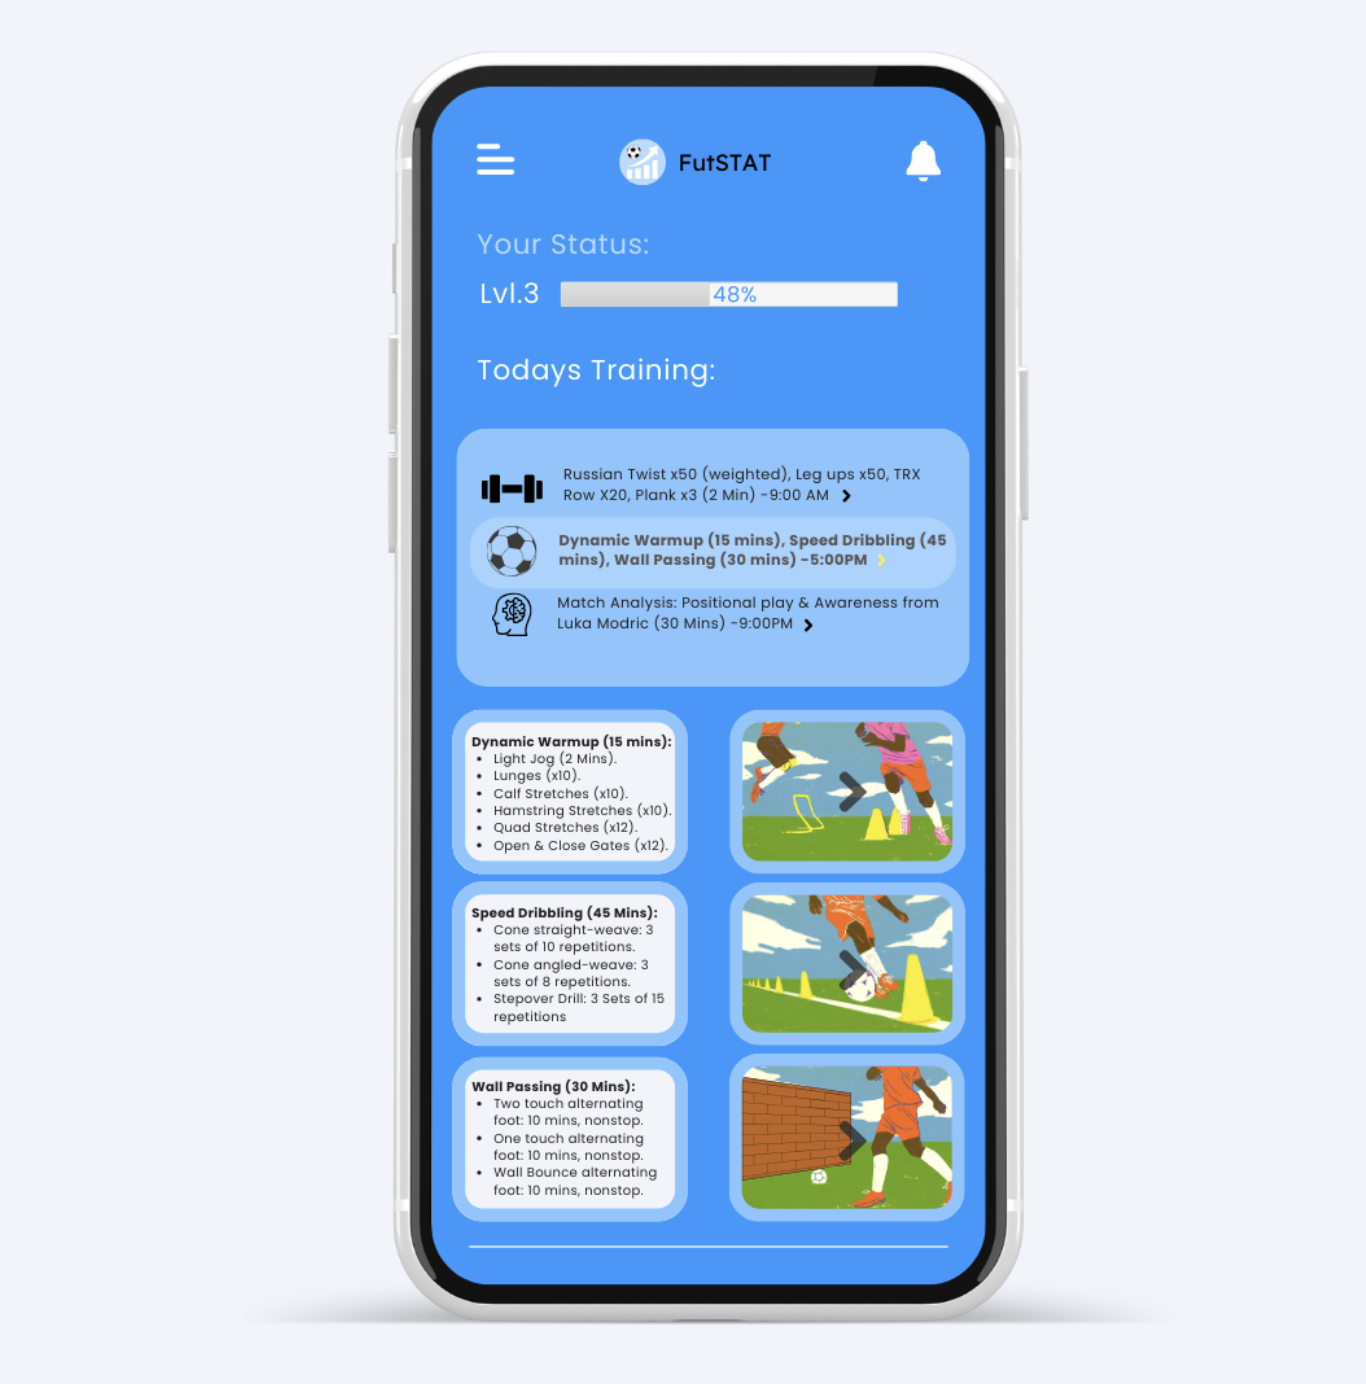 FutSTAT
Your Status:
Lvl.3
48%
Todays Training:
Russian Twist x50 (weighted), Leg ups x50, TRX
Row X20, Plank x3 (2 Min) -9:00 AM
Dynamic Warmup (15 mins), Speed Dribbling (45
mins), Wall Passing (30 mins) -5:00PM
Match Analysis: Positional play & Awareness from
Luka Modric (30 Mins) -9:00PM
Dynamic Warmup (15 mins):
• Light Jog (2 Mins).
• Lunges (x10).
• Calf Stretches (x10).
• Hamstring Stretches (x10).
• Quad Stretches (x12).
• Open & Close Gates (x12).
Speed Dribbling (45 Mins):
• Cone straight-weave: 3
sets of 10 repetitions.
• Cone angled-weave: 3
sets of 8 repetitions.
• Stepover Drill: 3 Sets of 15
repetitions
Wall Passing (30 Mins):
• Two touch alternating
foot: 10 mins, nonstop.
• One touch alternating
foot: 10 mins, nonstop.
• Wall Bounce alternating
foot: 10 mins, nonstop.